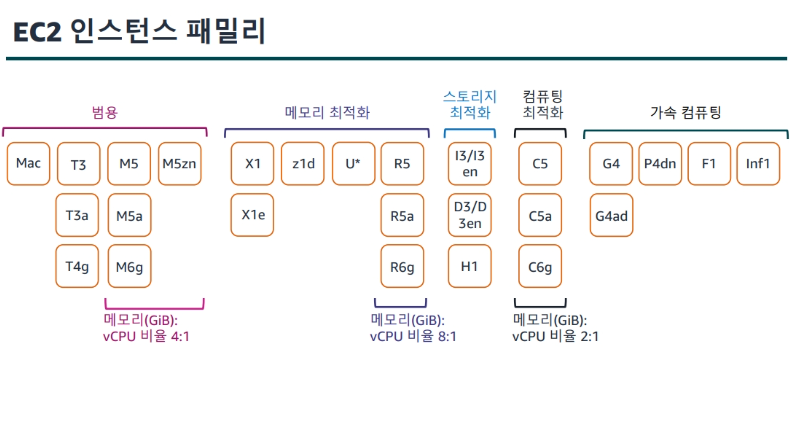 EC2 인스턴스 패밀리
범용
메모리 최적화
스토리지
최적화
컴퓨팅
최적화
가속 컴퓨팅
Mac
T3
M5
M5zn
X1
z1d
U*
R5
I3/I3
en
C5
G4
P4dn
F1
Inf1
T3a
M5a
X1e
R5a
D3/D
3en
C5a
G4ad
T4g
M6g
R6g
H1
C6g
메모리(GiB):
vCPU 비율 4:1
메모리(GiB):
vCPU 비율 8:1
메모리(GiB):
vCPU 비율 2:1